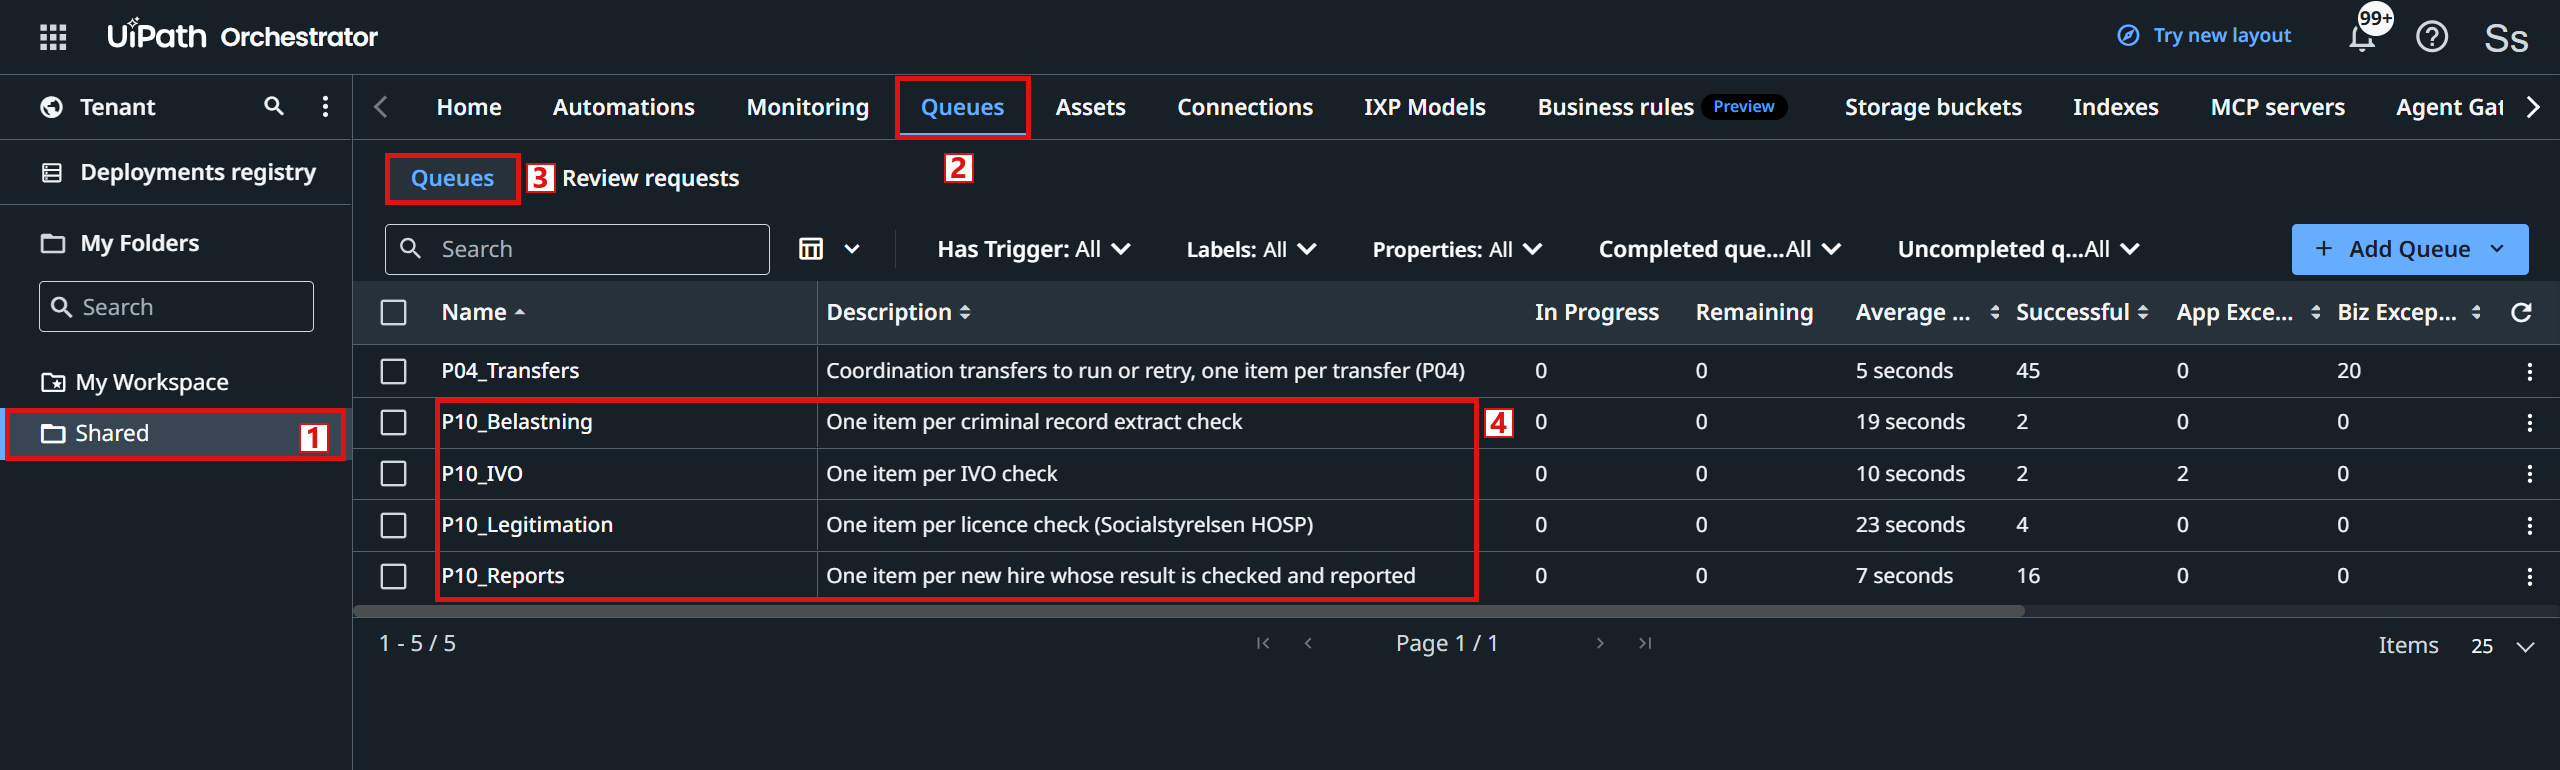 UiPath Orchestrator
Try new layout
99+
Ss
Tenant
Home
Automations
Monitoring
Queues
Assets
Connections
IXP Models
Business rules
Preview
Storage buckets
Indexes
MCP servers
Agent Gat
2
Deployments registry
Queues
3
Review requests
My Folders
Search
Has Trigger: All
Labels: All
Properties: All
Completed que...All
Uncompleted q...All
+ Add Queue
Search
Name
Description
In Progress
Remaining
Average ...
Successful
App Exce...
Biz Excep...
My Workspace
Shared
1
P04_Transfers
Coordination transfers to run or retry, one item per transfer (P04)
0
0
5 seconds
45
0
20
P10_Belastning
One item per criminal record extract check
4
0
0
19 seconds
2
0
0
P10_IVO
One item per IVO check
0
0
10 seconds
2
2
0
P10_Legitimation
One item per licence check (Socialstyrelsen HOSP)
0
0
23 seconds
4
0
0
P10_Reports
One item per new hire whose result is checked and reported
0
0
7 seconds
16
0
0
1 - 5 / 5
Page 1 / 1
Items
25